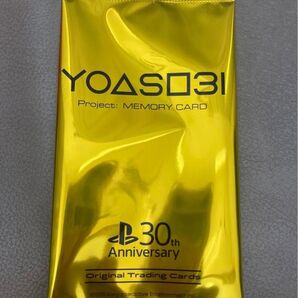 YOASOBI
Project: MEMORY CARD
30th
Anniversary
Original Trading Cards